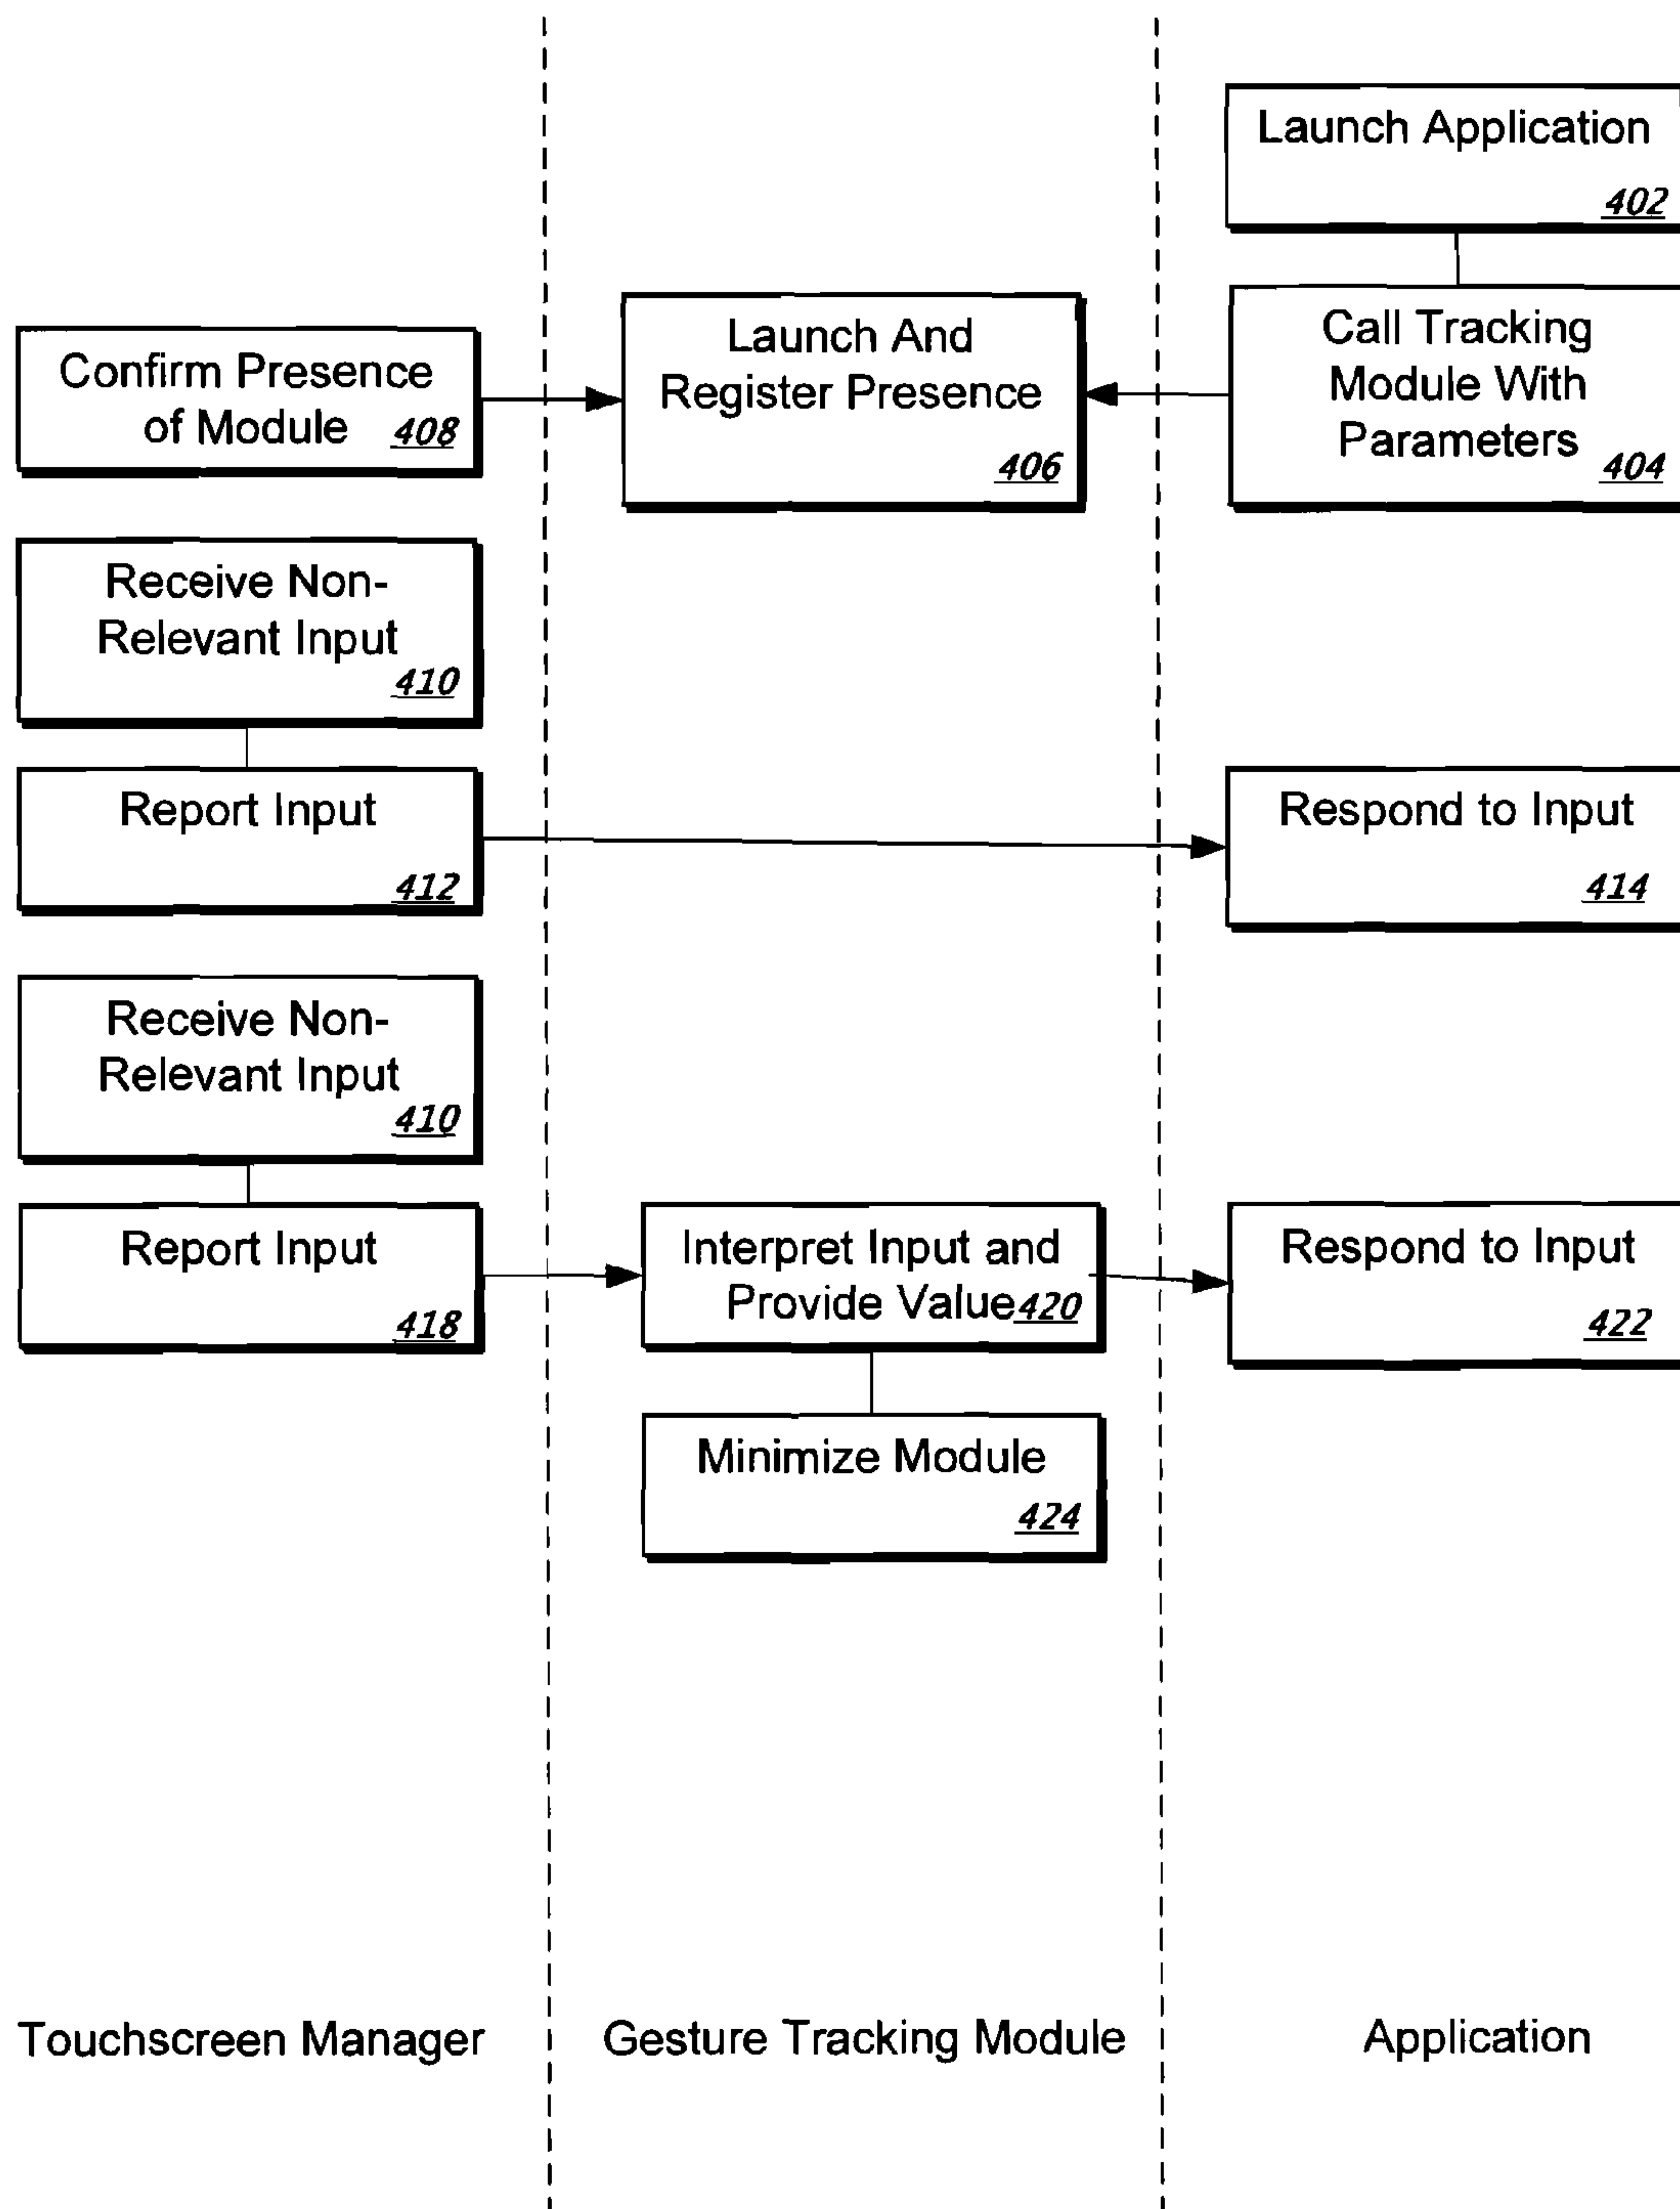 Launch Application
402
Confirm Presence
of Module 408
Launch And
Register Presence
406
Call Tracking
Module With
Parameters 404
Receive Non-
Relevant Input
410
Report Input
412
Respond to Input
414
Receive Non-
Relevant Input
410
Report Input
418
Interpret Input and
Provide Value 420
Respond to Input
422
Minimize Module
424
Touchscreen Manager
Gesture Tracking Module
Application